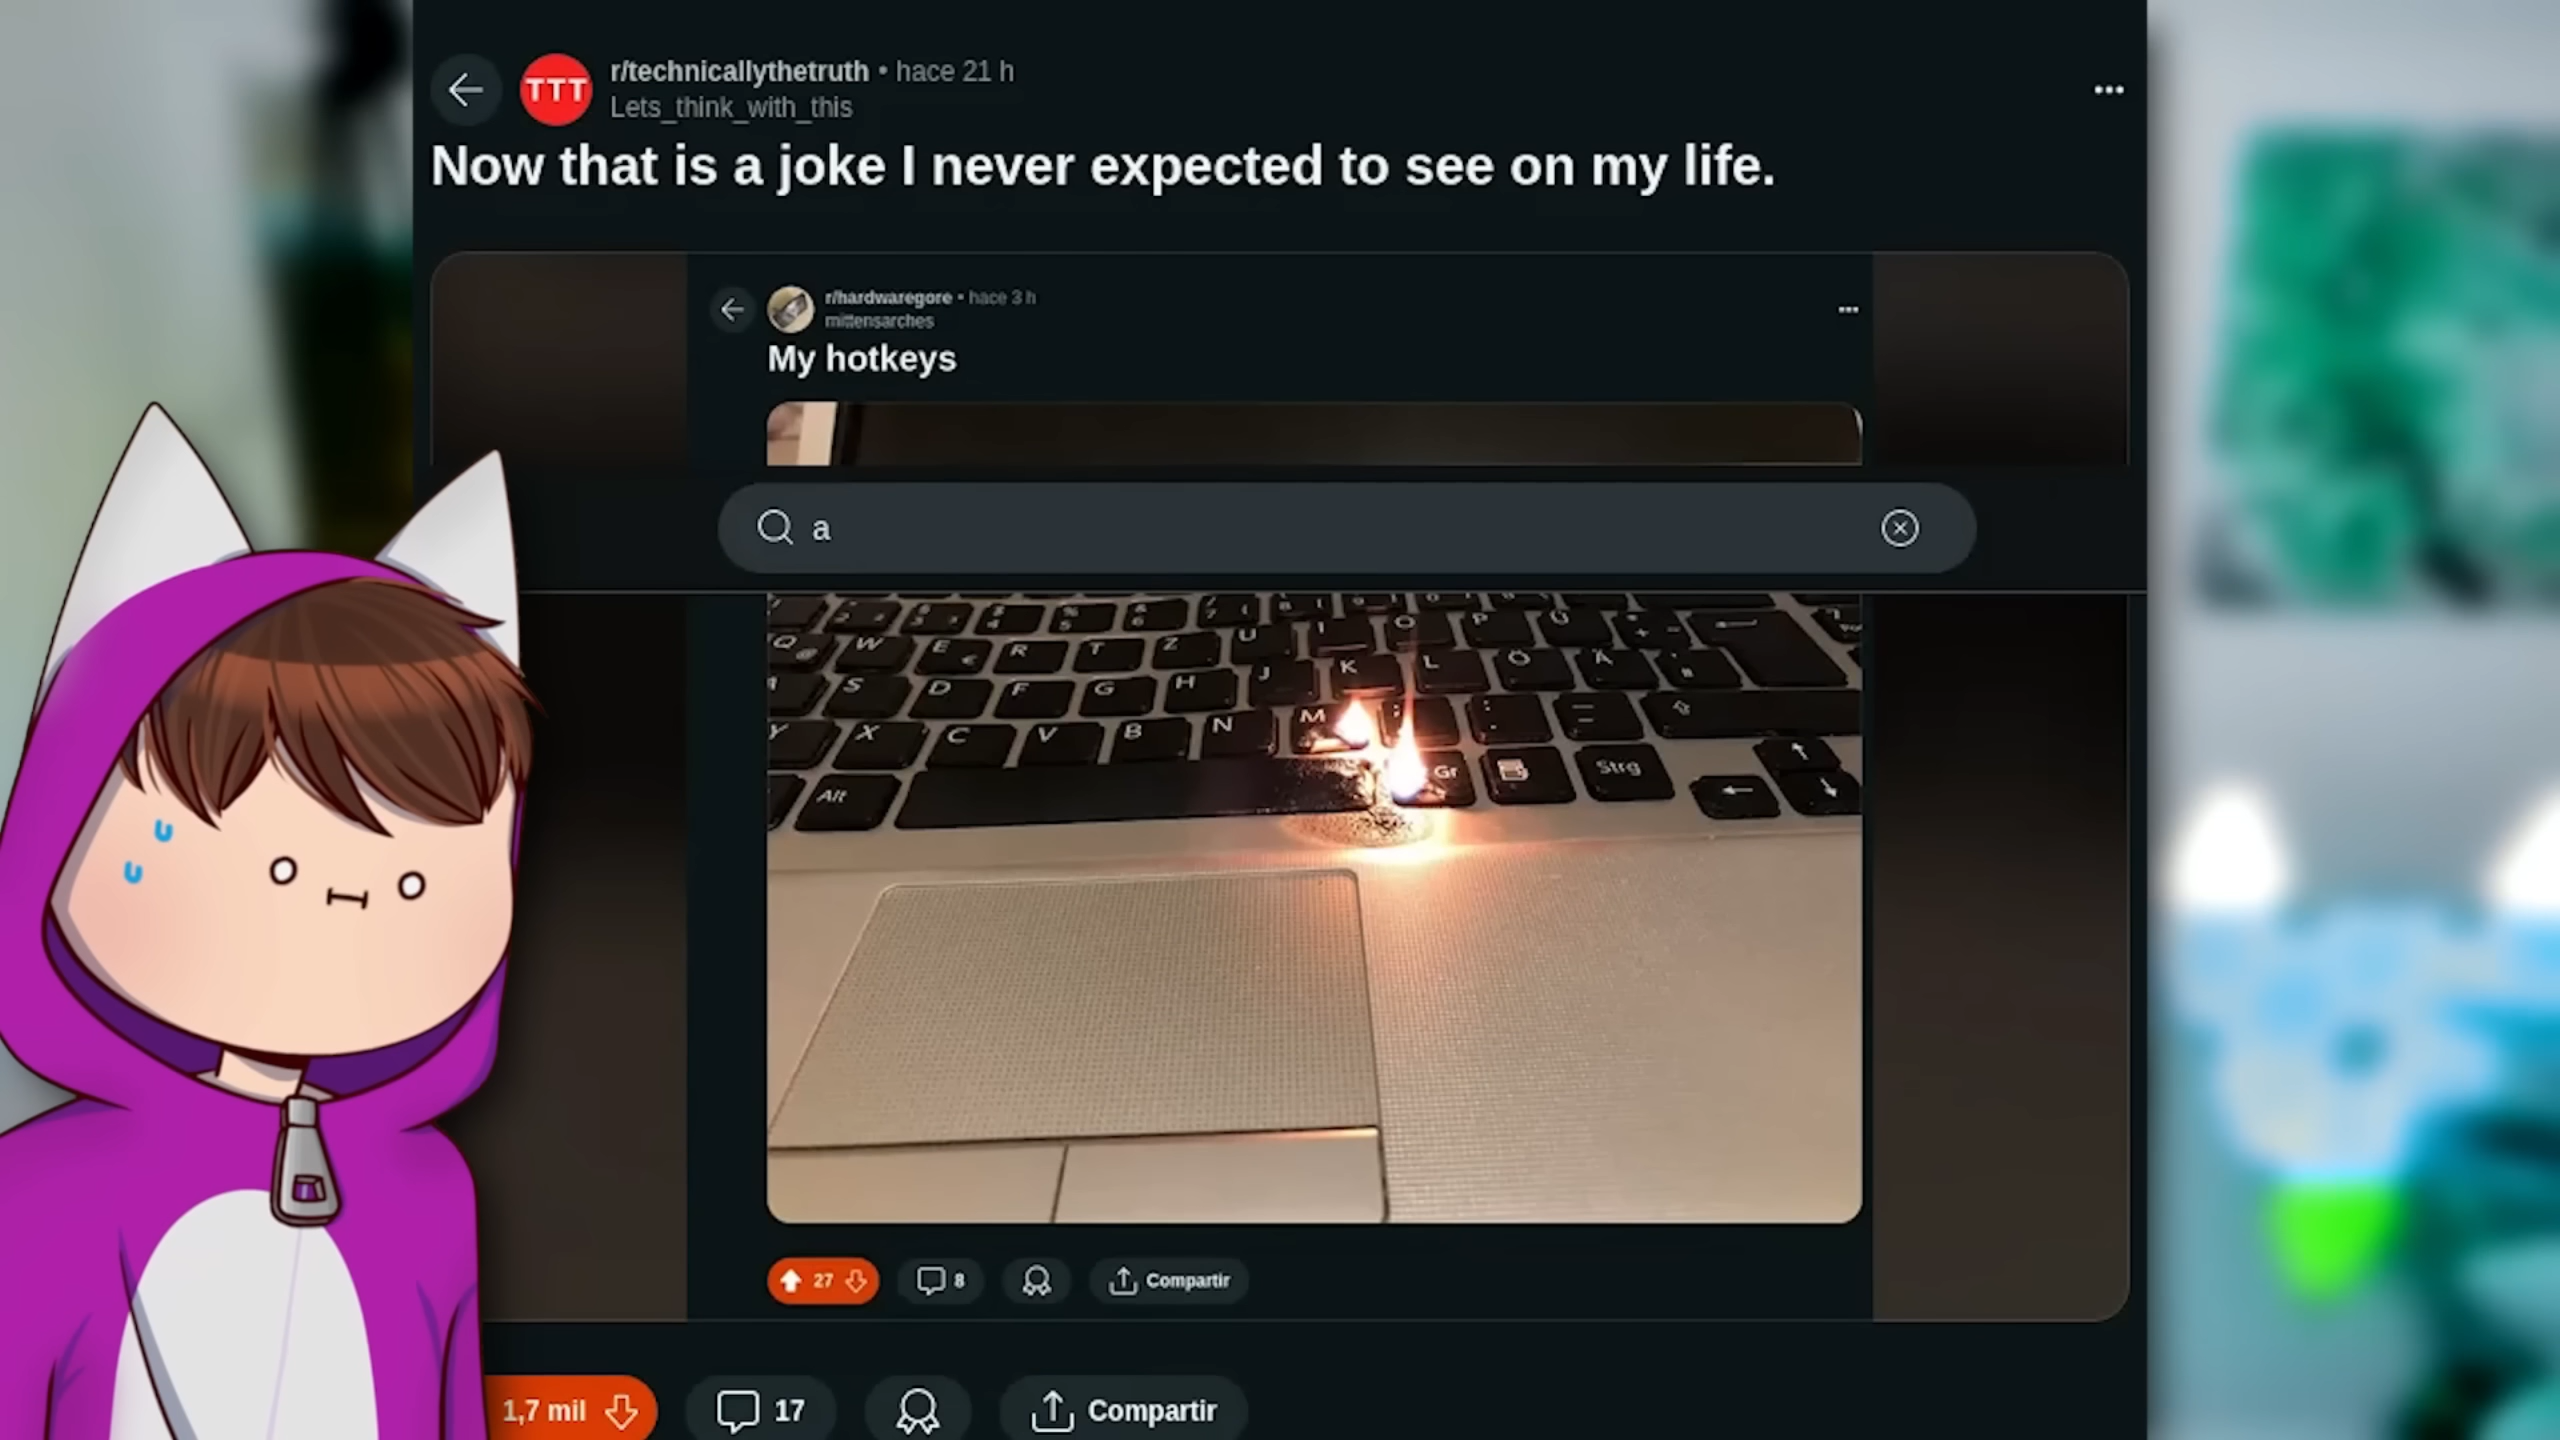 TTT
r/technicallythetruth • hace 21 h
Lets_think_with_this
Now that is a joke I never expected to see on my life.
r/hardwaregore • hace 3 h
mittensarches
My hotkeys
a
Q W E R T Z U I O P Ü
S D F G H J K L Ö Ä
Y X C V B N M
Alt
Gr
Strg
27
8
Compartir
1,7 mil
17
Compartir